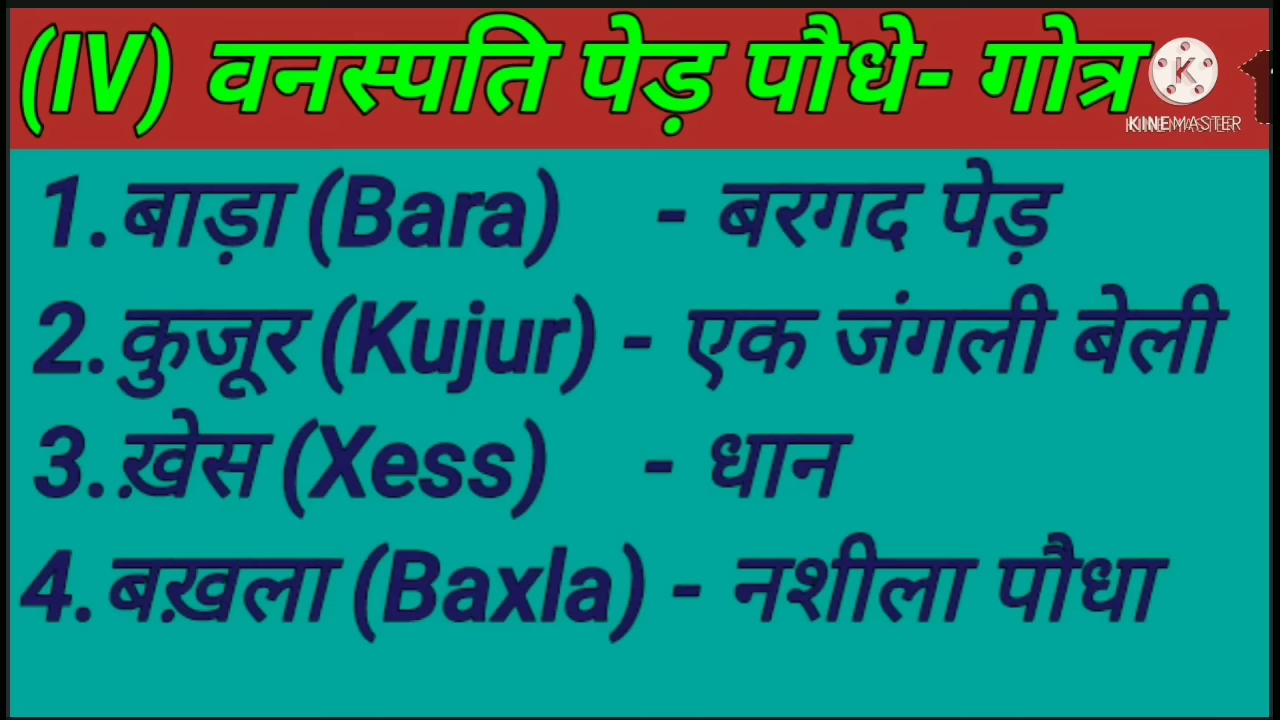 (IV) वनस्पति पेड़ पौधे- गोत्र
KINEMASTER
1.बाड़ा (Bara) - बरगद पेड़
2.कुजूर (Kujur) - एक जंगली बेली
3.ख़ेस (Xess) - धान
4.बख़ला (Baxla) - नशीला पौधा